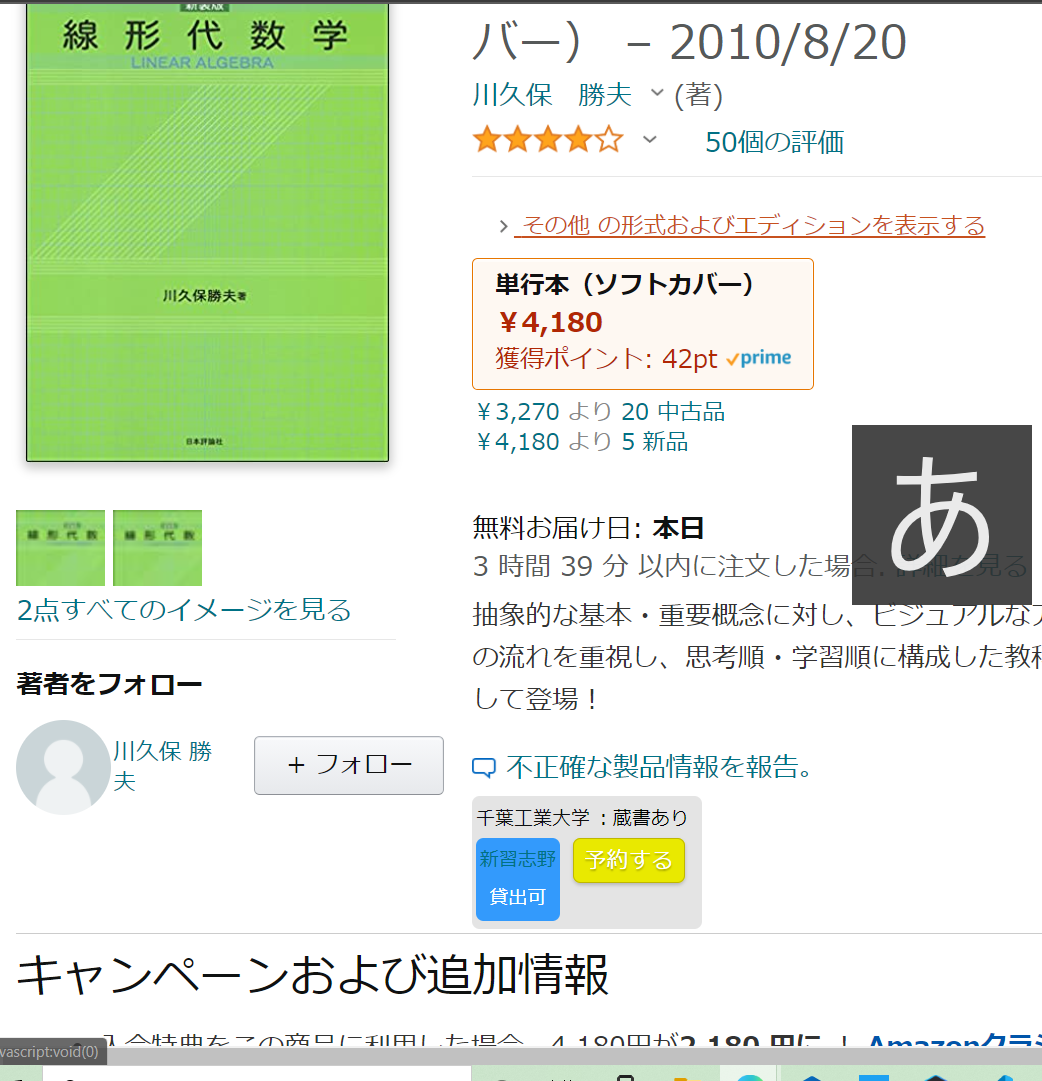 新装版
線形代数学
LINEAR ALGEBRA
川久保勝夫著
日本評論社
線形代数
線形代数
2点すべてのイメージを見る
著者をフォロー
川久保 勝
夫
+ フォロー
バー） – 2010/8/20
川久保 勝夫 (著)
50個の評価
その他 の形式およびエディションを表示する
単行本（ソフトカバー）
￥4,180
獲得ポイント: 42pt prime
￥3,270 より 20 中古品
￥4,180 より 5 新品
あ
無料お届け日: 本日
3 時間 39 分 以内に注文した場合. 詳細を見る
抽象的な基本・重要概念に対し、ビジュアルな
の流れを重視し、思考順・学習順に構成した教
して登場！
不正確な製品情報を報告。
千葉工業大学 ：蔵書あり
新習志野
貸出可
予約する
キャンペーンおよび追加情報
入会特典をこの商品に利用した場合、4,180円が2,180 円に ！ Amazonクラ
vascript:void(0)